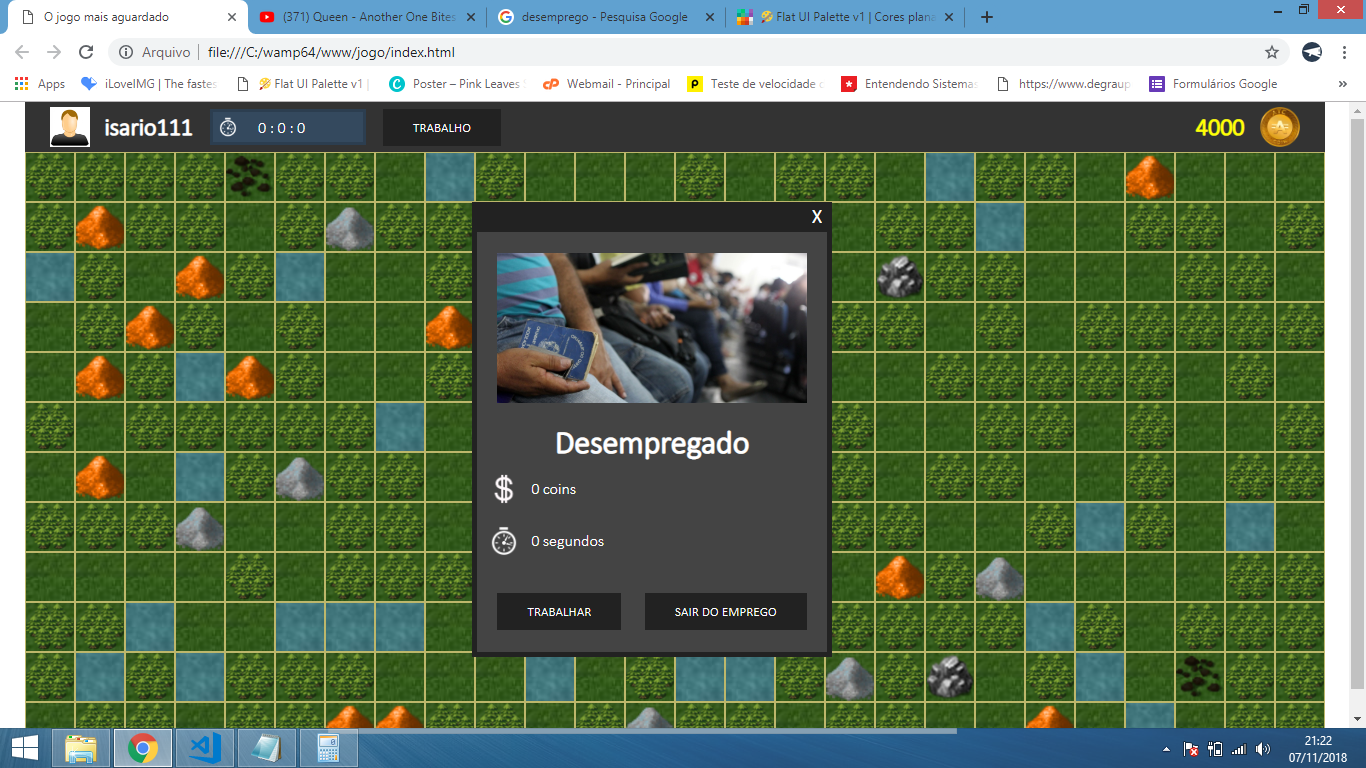 O jogo mais aguardado
(371) Queen - Another One Bites
desemprego - Pesquisa Google
Flat UI Palette v1 | Cores plana
Arquivo | file:///C:/wamp64/www/jogo/index.html
Apps
iLoveIMG | The fastes
Flat UI Palette v1 |
Poster – Pink Leaves
Webmail - Principal
Teste de velocidade
Entendendo Sistemas
https://www.degraup
Formulários Google
»
isario111
0 : 0 : 0
TRABALHO
4000
X
Desempregado
0 coins
0 segundos
TRABALHAR
SAIR DO EMPREGO
21:22
07/11/2018